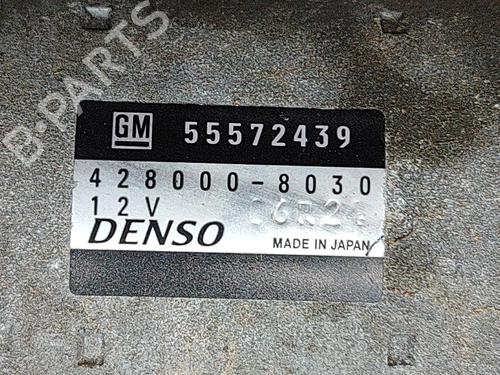 B-PARTS
GM 55572439
428000-8030
12V
DENSO
MADE IN JAPAN